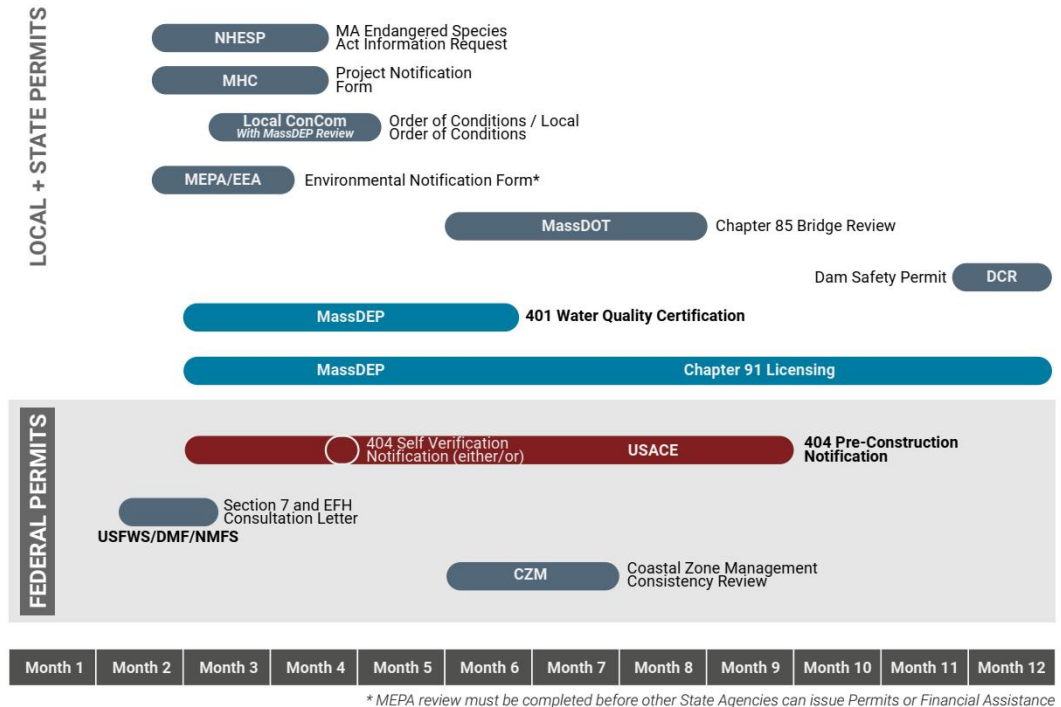 LOCAL + STATE PERMITS
NHESP
MA Endangered Species
Act Information Request
MHC
Project Notification
Form
Local ConCom
With MassDEP Review
Order of Conditions / Local
Order of Conditions
MEPA/EEA
Environmental Notification Form*
MassDOT
Chapter 85 Bridge Review
Dam Safety Permit
DCR
MassDEP
401 Water Quality Certification
MassDEP
Chapter 91 Licensing
FEDERAL PERMITS
404 Self Verification
Notification (either/or)
USACE
404 Pre-Construction
Notification
Section 7 and EFH
Consultation Letter
USFWS/DMF/NMFS
CZM
Coastal Zone Management
Consistency Review
Month 1
Month 2
Month 3
Month 4
Month 5
Month 6
Month 7
Month 8
Month 9
Month 10
Month 11
Month 12
* MEPA review must be completed before other State Agencies can issue Permits or Financial Assistance